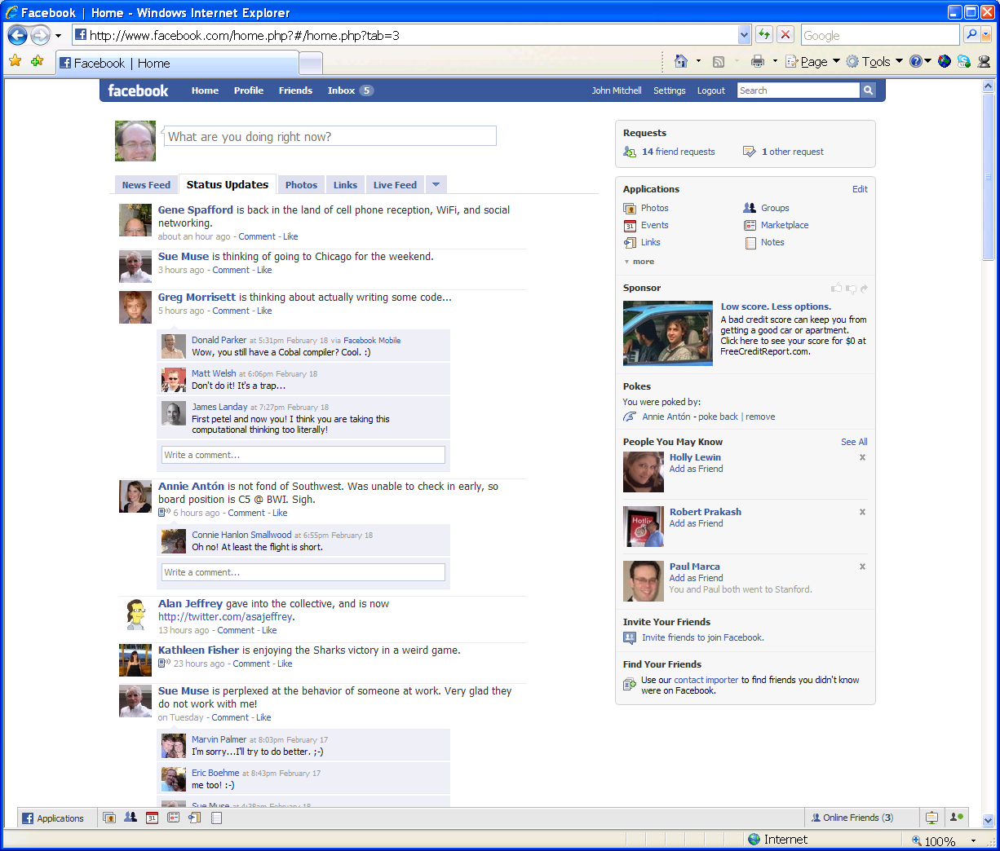 Facebook | Home - Windows Internet Explorer
http://www.facebook.com/home.php?#/home.php?tab=3
Google
Facebook | Home
Page
Tools
facebook Home Profile Friends Inbox 5 John Mitchell Settings Logout Search
What are you doing right now?
News Feed Status Updates Photos Links Live Feed
Gene Spafford is back in the land of cell phone reception, WiFi, and social
networking.
about an hour ago - Comment - Like
Sue Muse is thinking of going to Chicago for the weekend.
3 hours ago - Comment - Like
Greg Morrisett is thinking about actually writing some code...
5 hours ago - Comment - Like
Donald Parker at 5:31pm February 18 via Facebook Mobile
Wow, you still have a Cobal compiler? Cool. :)
Matt Welsh at 6:06pm February 18
Don't do it! It's a trap...
James Landay at 7:27pm February 18
First petel and now you! I think you are taking this
computational thinking too literally!
Write a comment...
Annie Antón is not fond of Southwest. Was unable to check in early, so
board position is C5 @ BWI. Sigh.
6 hours ago - Comment - Like
Connie Hanlon Smallwood at 6:55pm February 18
Oh no! At least the flight is short.
Write a comment...
Alan Jeffrey gave into the collective, and is now
http://twitter.com/asajeffrey.
13 hours ago - Comment - Like
Kathleen Fisher is enjoying the Sharks victory in a weird game.
23 hours ago - Comment - Like
Sue Muse is perplexed at the behavior of someone at work. Very glad they
do not work with me!
on Tuesday - Comment - Like
Marvin Palmer at 8:03pm February 17
I'm sorry...I'll try to do better. ;-)
Eric Boehme at 8:43pm February 17
me too! :-)
Sue Muse at 4:38am February 18
Requests
14 friend requests
1 other request
Applications Edit
Photos Groups
31 Events Marketplace
Links Notes
more
Sponsor
Low score. Less options.
A bad credit score can keep you from
getting a good car or apartment.
Click here to see your score for $0 at
FreeCreditReport.com.
Pokes
You were poked by:
Annie Antón - poke back | remove
People You May Know See All
Holly Lewin x
Add as Friend
Robert Prakash x
Add as Friend
Hotlix
Paul Marca x
Add as Friend
You and Paul both went to Stanford.
Invite Your Friends
Invite friends to join Facebook.
Find Your Friends
Use our contact importer to find friends you didn't know
were on Facebook.
Applications 31 Online Friends (3)
Internet 100%